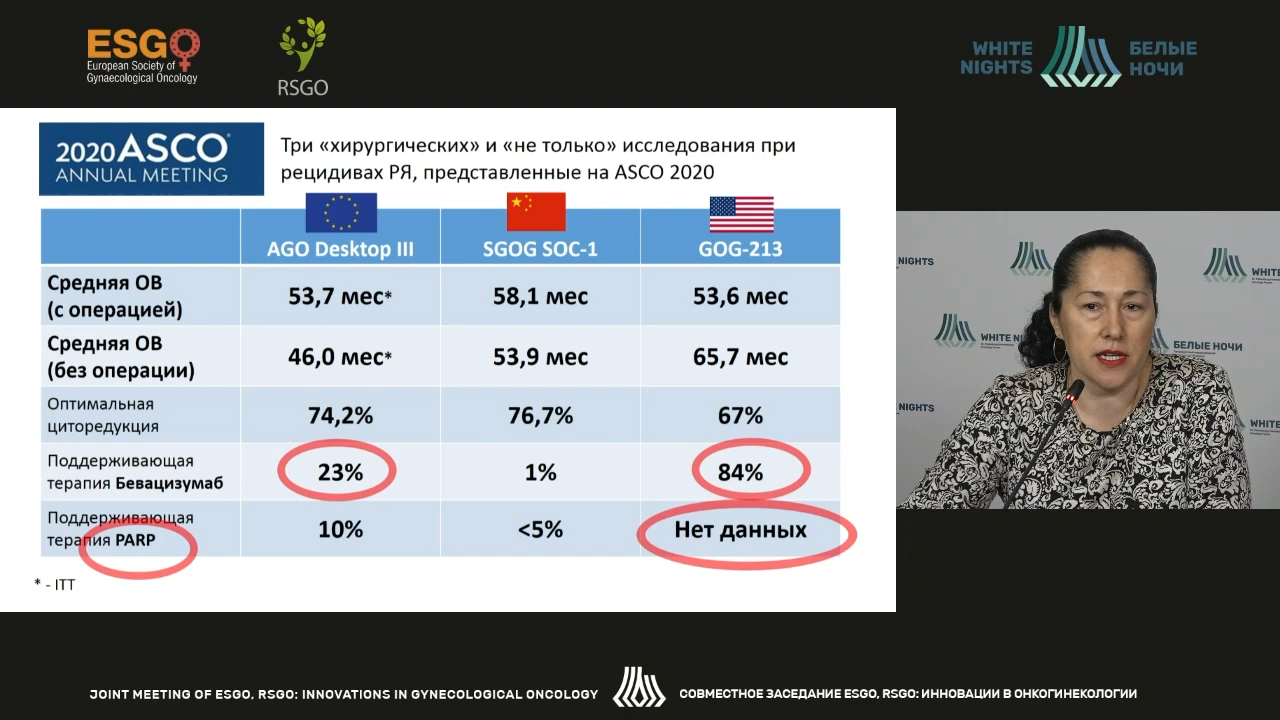 ESGO
European Society of
Gynaecological Oncology
RSGO
WHITE
NIGHTS
БЕЛЫЕ
НОЧИ
2020 ASCO®
ANNUAL MEETING
Три «хирургических» и «не только» исследования при
рецидивах РЯ, представленные на ASCO 2020
AGO Desktop III SGOG SOC-1 GOG-213
Средняя ОВ
(с операцией)
53,7 мес* 58,1 мес 53,6 мес
Средняя ОВ
(без операции)
46,0 мес* 53,9 мес 65,7 мес
Оптимальная
циторедукция
74,2% 76,7% 67%
Поддерживающая
терапия Бевацизумаб
23% 1% 84%
Поддерживающая
терапия PARP
10% <5% Нет данных
* - ITT
NIGHTS
WHITE
WHITE NI
БЕЛЫЕ НОЧИ
NIGHTS
WHITE
JOINT MEETING OF ESGO, RSGO: INNOVATIONS IN GYNECOLOGICAL ONCOLOGY
СОВМЕСТНОЕ ЗАСЕДАНИЕ ESGO, RSGO: ИННОВАЦИИ В ОНКОГИНЕКОЛОГИИ